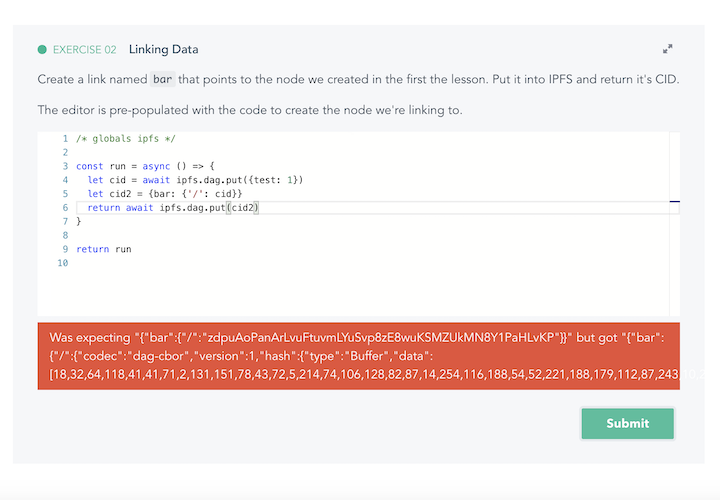 EXERCISE 02 Linking Data
Create a link named bar that points to the node we created in the first the lesson. Put it into IPFS and return it's CID.
The editor is pre-populated with the code to create the node we're linking to.
1 /* globals ipfs */
2
3 const run = async () => {
4 let cid = await ipfs.dag.put({test: 1})
5 let cid2 = {bar: {'/': cid}}
6 return await ipfs.dag.put(cid2)
7 }
8
9 return run
10
Was expecting "{"bar":{"/":"zdpuAoPanArLvuFtuvmLYuSvp8zE8wuKSMZUkMN8Y1PaHLvKP"}}" but got "{"bar":
{"/":{"codec":"dag-cbor","version":1,"hash":{"type":"Buffer","data":
[18,32,64,118,41,41,71,2,131,151,78,43,72,5,214,74,106,128,82,87,14,254,116,188,54,52,221,188,179,112,87,243
Submit